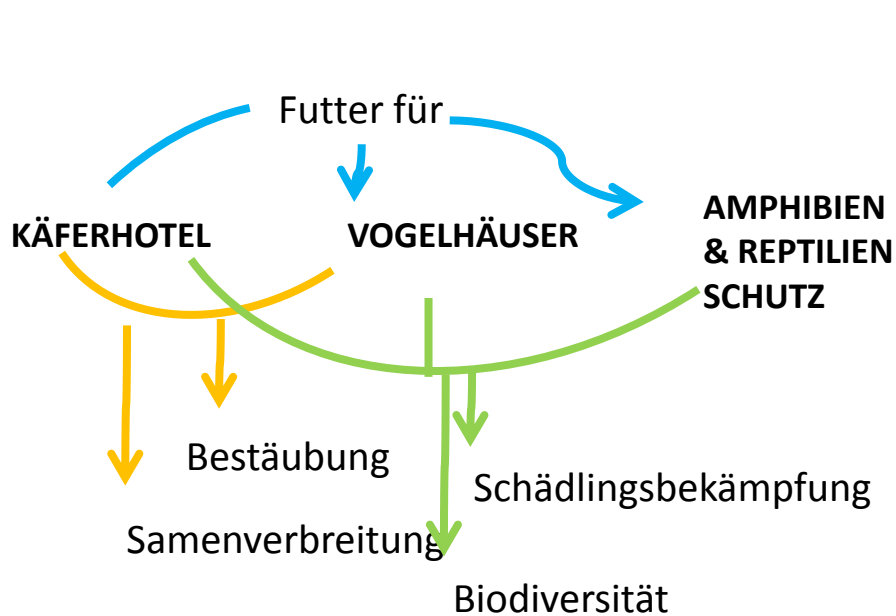 Futter für
KÄFERHOTEL
VOGELHÄUSER
AMPHIBIEN
& REPTILIEN
SCHUTZ
Bestäubung
Schädlingsbekämpfung
Samenverbreitung
Biodiversität